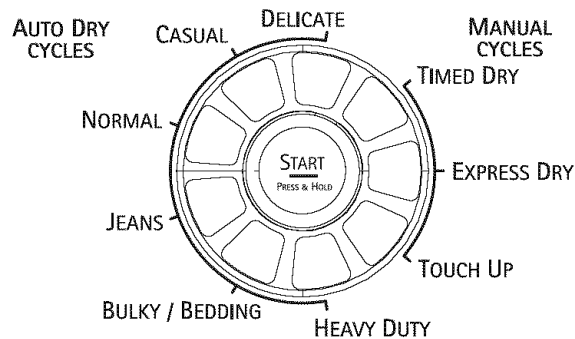 AUTO DRY
CYCLES
CASUAL
DELICATE
MANUAL
CYCLES
TIMED DRY
NORMAL
START
PRESS & HOLD
EXPRESS DRY
JEANS
TOUCH UP
BULKY / BEDDING
HEAVY DUTY